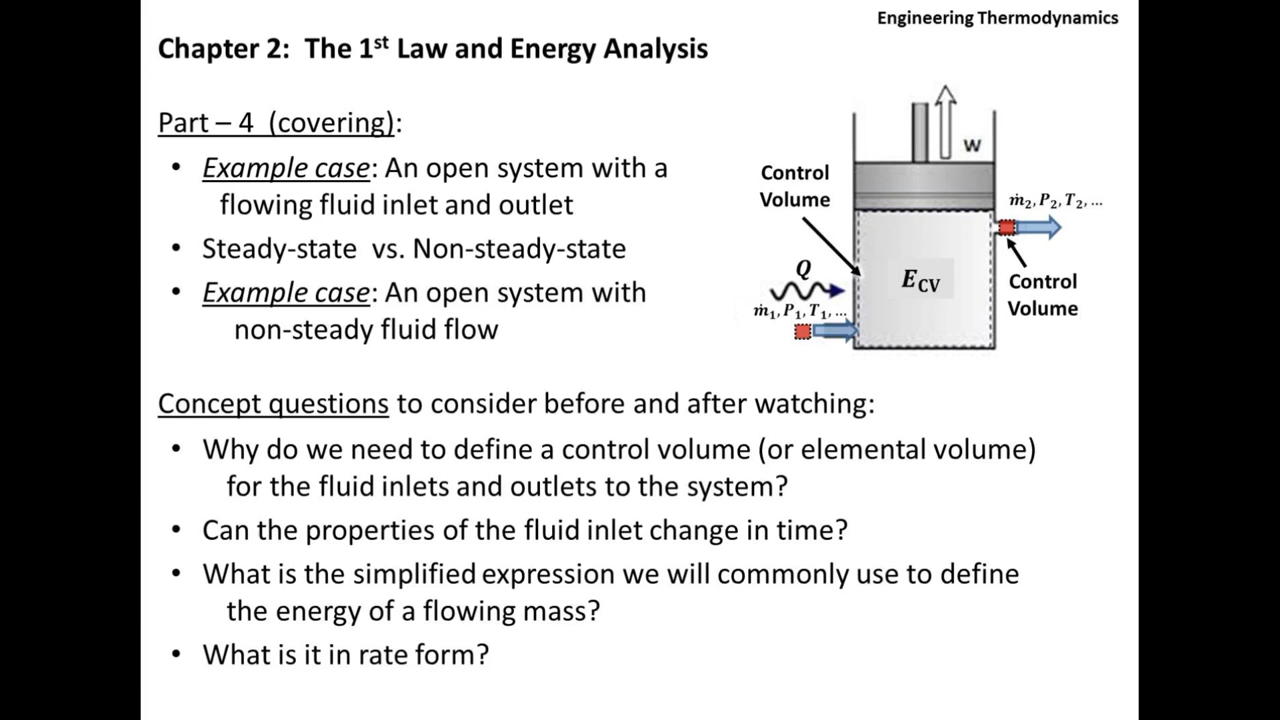 Engineering Thermodynamics
Chapter 2: The 1st Law and Energy Analysis
Part – 4 (covering):
• Example case: An open system with a
flowing fluid inlet and outlet
• Steady-state vs. Non-steady-state
• Example case: An open system with
non-steady fluid flow
W
Control
Volume
ṁ₂, P₂, T₂, ...
Q
E_CV
Control
Volume
ṁ₁, P₁, T₁, ...
Concept questions to consider before and after watching:
• Why do we need to define a control volume (or elemental volume)
for the fluid inlets and outlets to the system?
• Can the properties of the fluid inlet change in time?
• What is the simplified expression we will commonly use to define
the energy of a flowing mass?
• What is it in rate form?